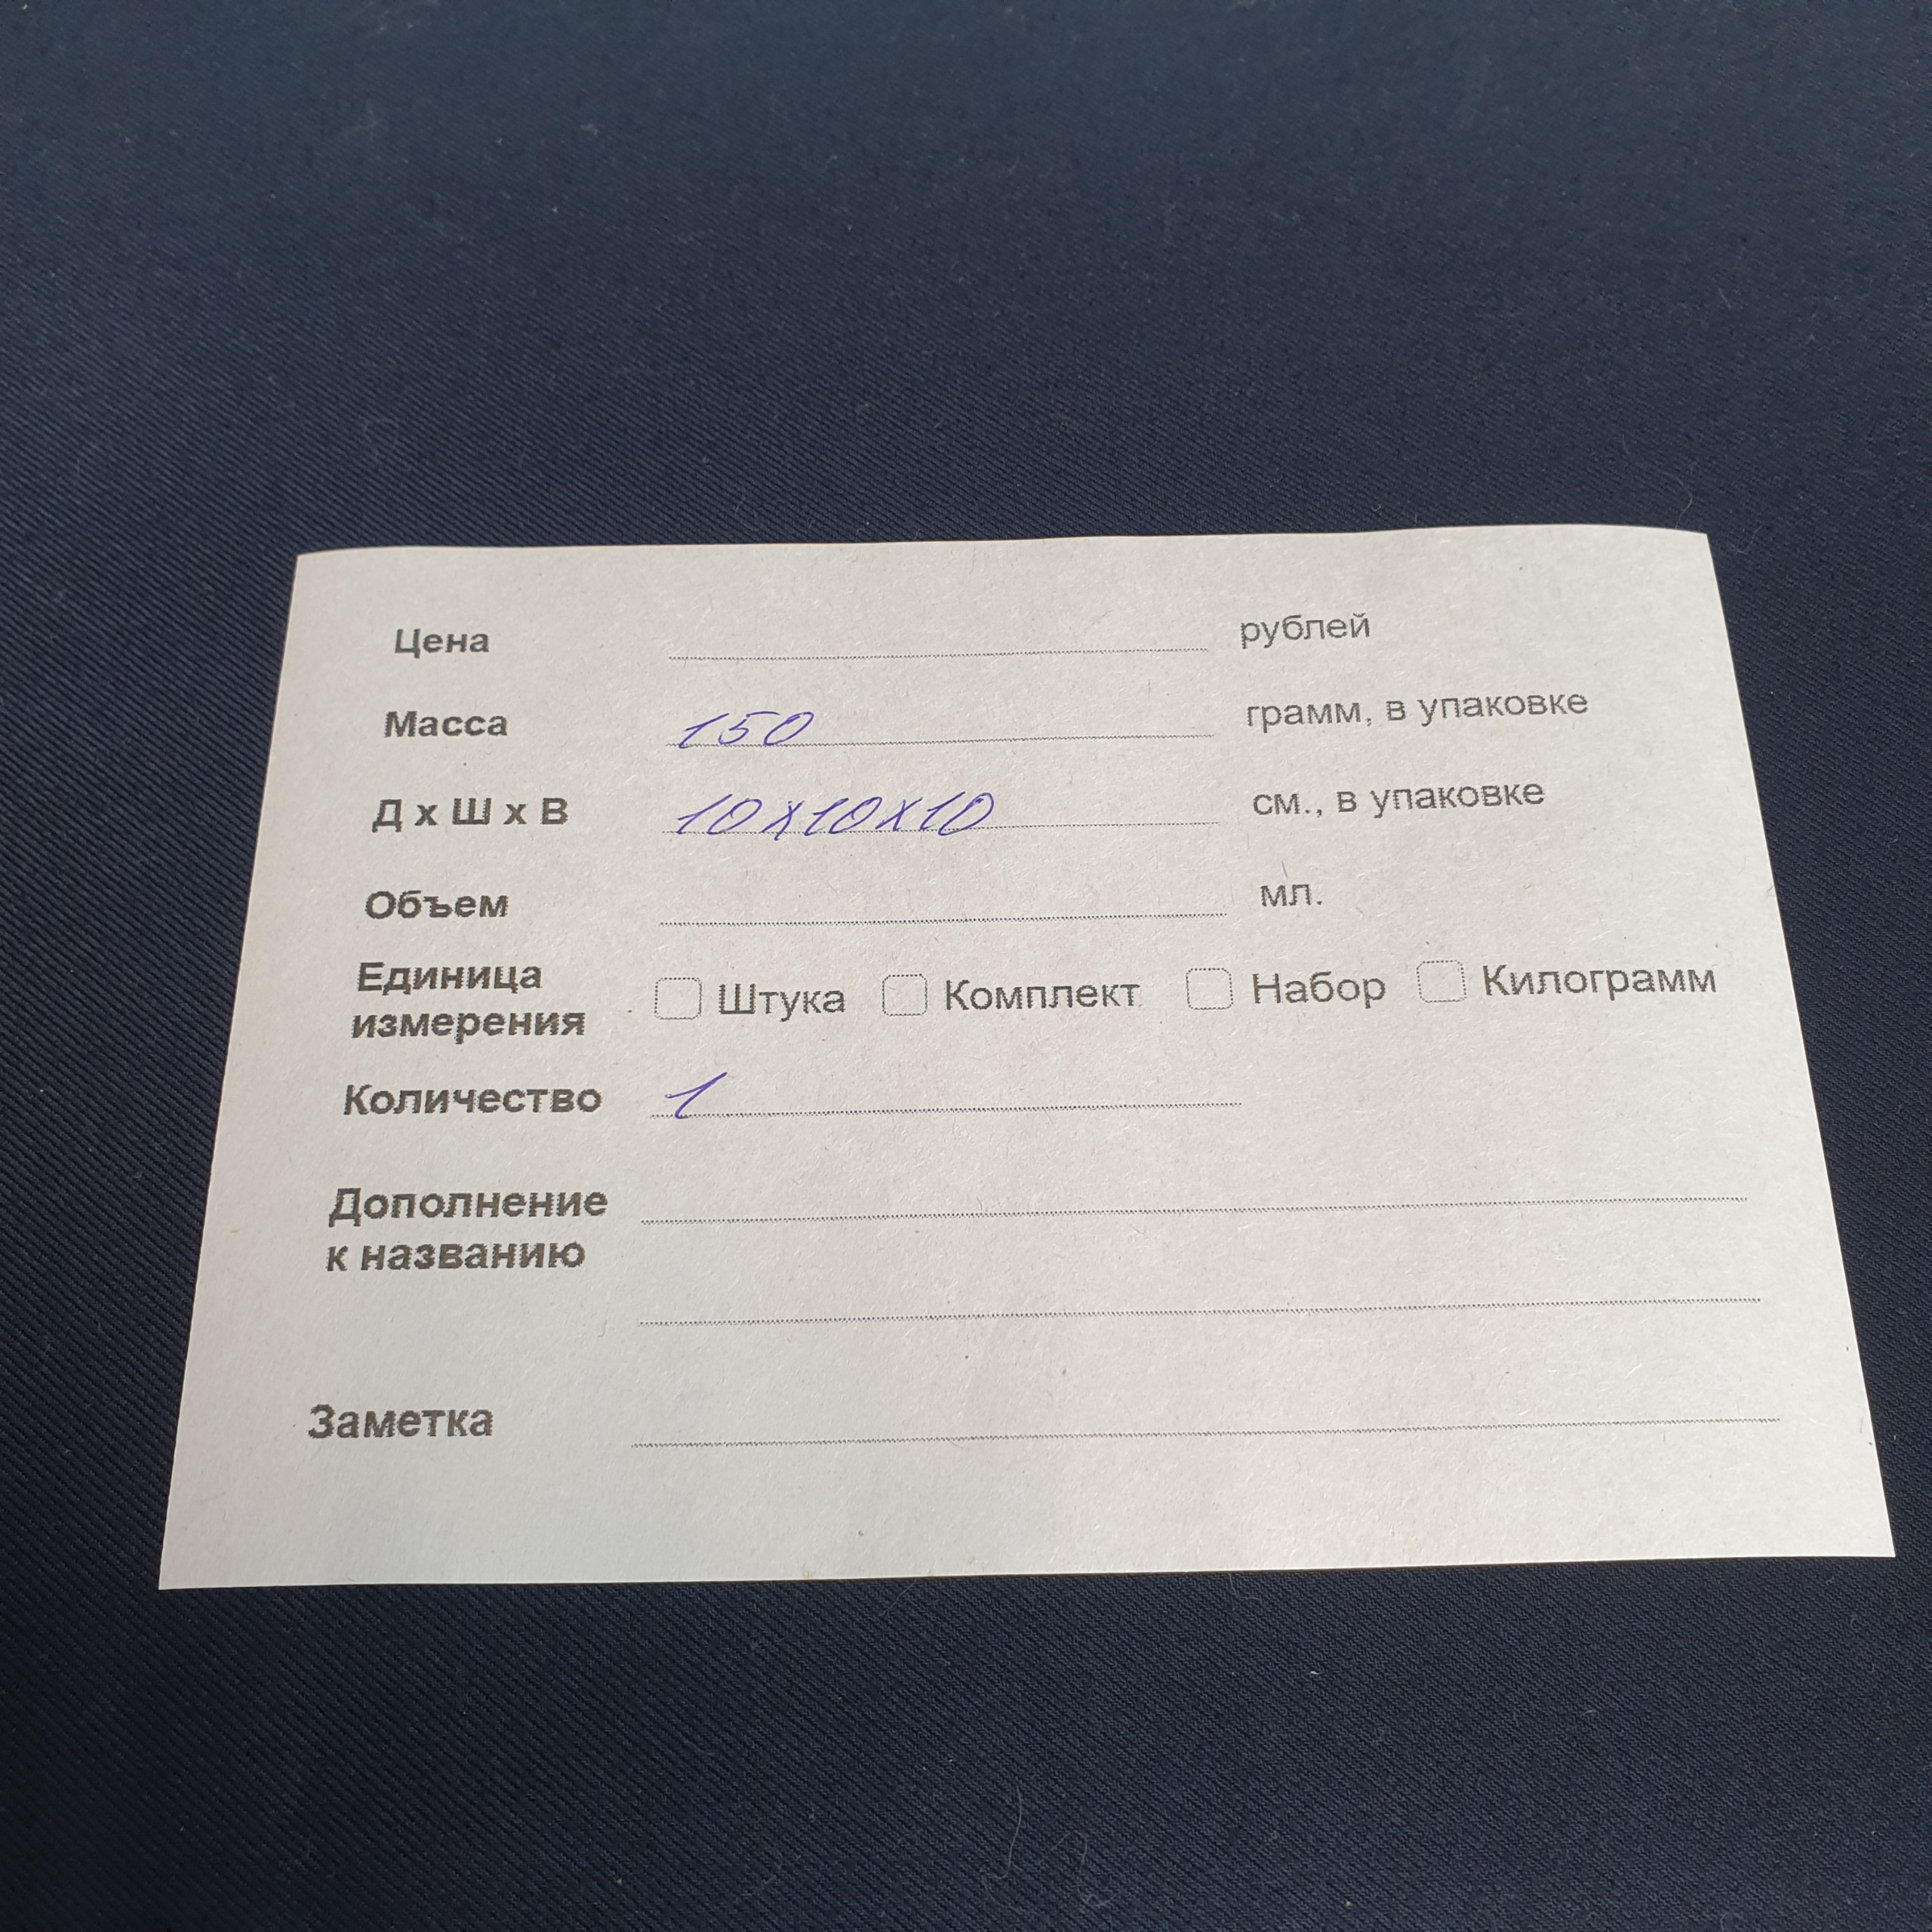 Цена рублей
Масса 150 грамм, в упаковке
Д х Ш х В 10х10х10 см., в упаковке
Объем мл.
Единица
измерения Штука Комплект Набор Килограмм
Количество 1
Дополнение
к названию
Заметка